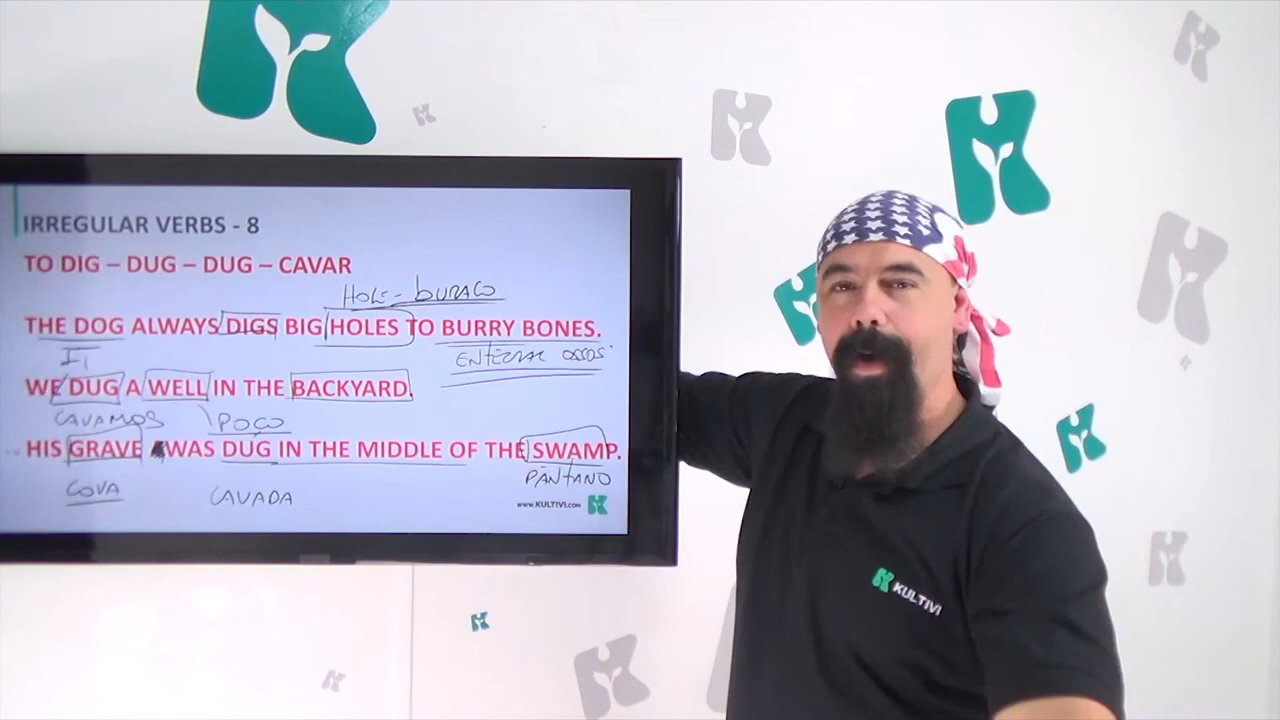 IRREGULAR VERBS - 8
TO DIG – DUG – DUG – CAVAR
HOLE - BURACO
THE DOG ALWAYS DIGS BIG HOLES TO BURRY BONES.
IT
ENTERRAR OSSOS
WE DUG A WELL IN THE BACKYARD.
CAVAMOS
POÇO
HIS GRAVE WAS DUG IN THE MIDDLE OF THE SWAMP.
COVA
CAVADA
PÂNTANO
WWW.KULTIVI.COM
KULTIVI